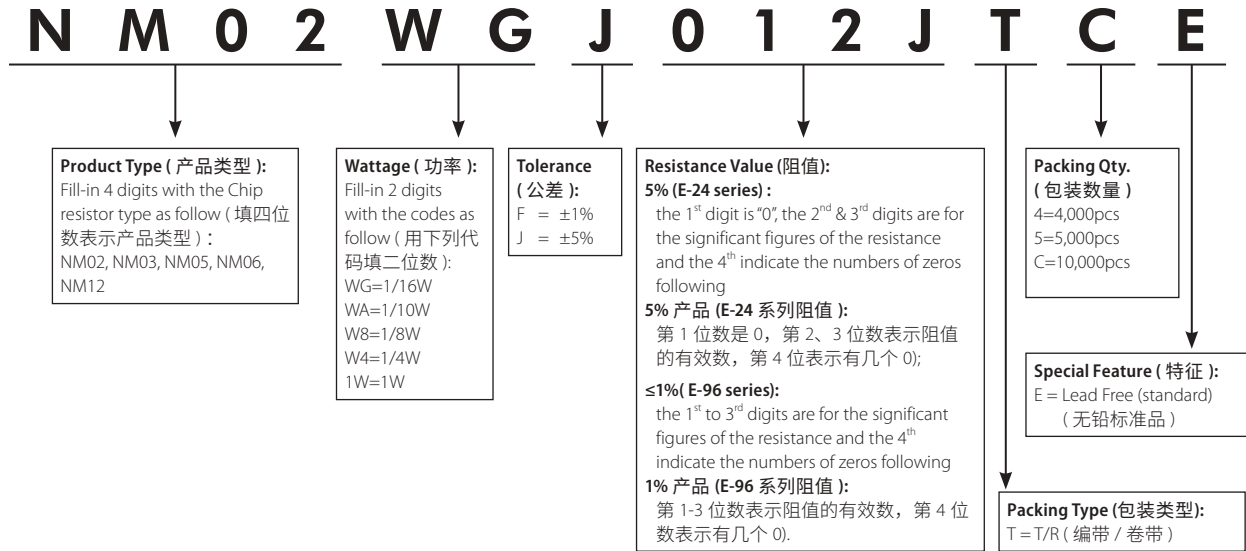 NM02 WG J 012J T C E
Product Type ( 产品类型 ):
Fill-in 4 digits with the Chip
resistor type as follow ( 填四位
数表示产品类型 ) :
NM02, NM03, NM05, NM06,
NM12
Wattage ( 功率 ):
Fill-in 2 digits
with the codes as
follow ( 用下列代
码填二位数 ):
WG=1/16W
WA=1/10W
W8=1/8W
W4=1/4W
1W=1W
Tolerance
( 公差 ):
F = ±1%
J = ±5%
Resistance Value (阻值):
5% (E-24 series) :
the 1st digit is “0”, the 2nd & 3rd digits are for
the significant figures of the resistance
and the 4th indicate the numbers of zeros
following
5% 产品 (E-24 系列阻值 ):
第 1 位数是 0，第 2、3 位数表示阻值
的有效数，第 4 位表示有几个 0);
≤1%( E-96 series):
the 1st to 3rd digits are for the significant
figures of the resistance and the 4th
indicate the numbers of zeros following
1% 产品 (E-96 系列阻值 ):
第 1-3 位数表示阻值的有效数，第 4 位
数表示有几个 0).
Packing Qty.
( 包装数量 )
4=4,000pcs
5=5,000pcs
C=10,000pcs
Special Feature ( 特征 ):
E = Lead Free (standard)
( 无铅标准品 )
Packing Type (包装类型):
T = T/R ( 编带 / 卷带 )